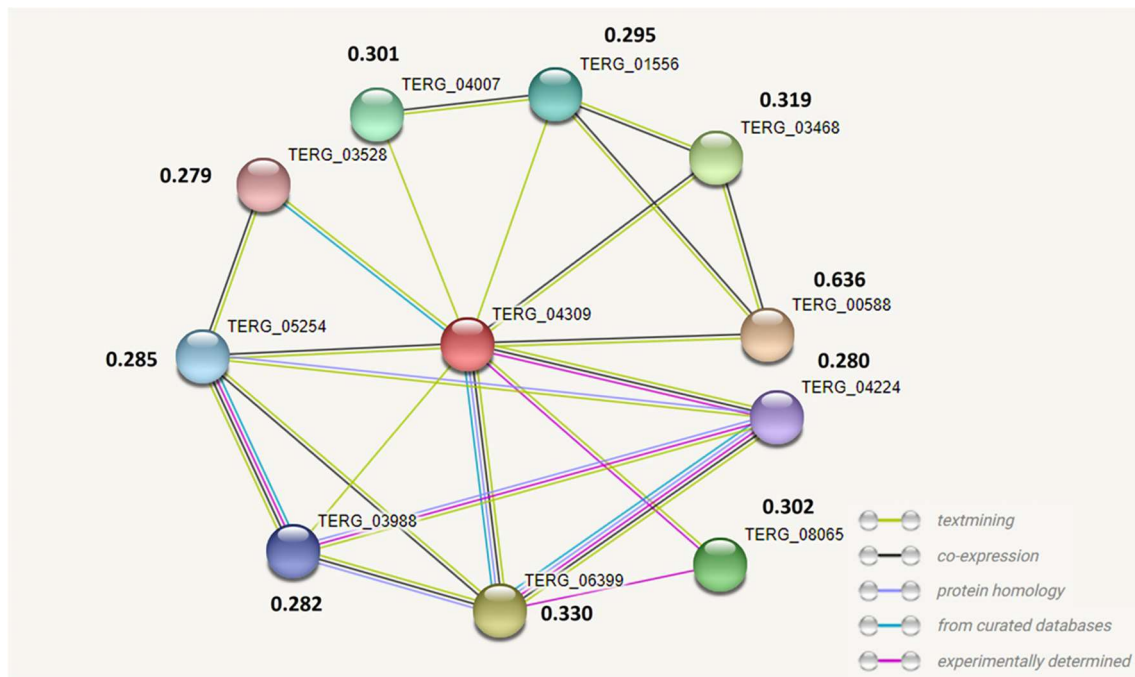 0.295
TERG_01556
0.301
TERG_04007
0.319
TERG_03468
TERG_03528
0.279
0.636
TERG_00588
TERG_04309
TERG_05254
0.285
0.280
TERG_04224
0.302
TERG_08065
TERG_03988
0.282
TERG_06399
0.330
textmining
co-expression
protein homology
from curated databases
experimentally determined